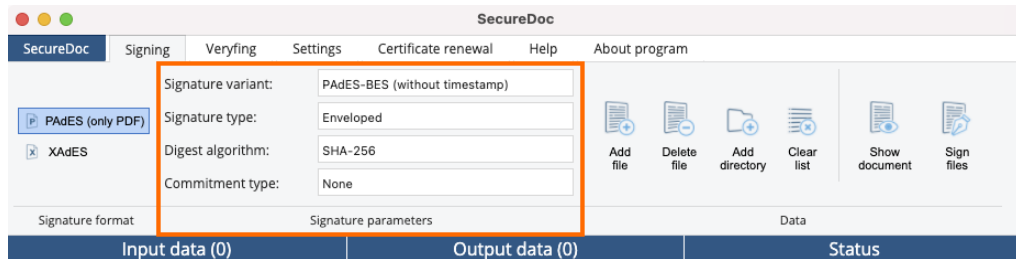 SecureDoc
SecureDoc Signing Veryfing Settings Certificate renewal Help About program
Signature variant: PAdES-BES (without timestamp)
P PAdES (only PDF)
Signature type: Enveloped
X XAdES
Digest algorithm: SHA-256
Commitment type: None
Add file
Delete file
Add directory
Clear list
Show document
Sign files
Signature format Signature parameters Data
Input data (0) Output data (0) Status